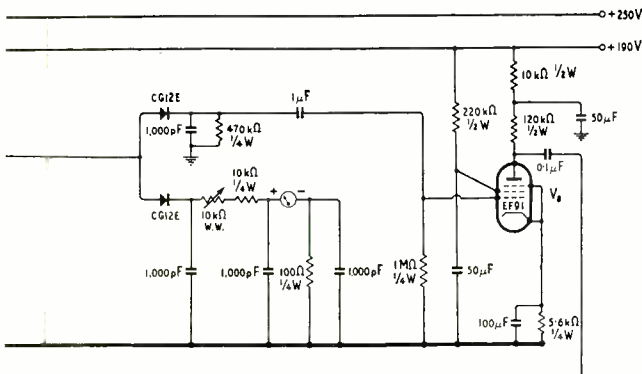 +250V
+190V
10kΩ ½W
CG12E
1µF
1,000pF
470kΩ
¼W
220kΩ
½W
120kΩ
½W
50µF
0·1µF
10kΩ
¼W
+ −
CG12E
10kΩ
W.W.
EF91
1,000pF
1,000pF
100Ω
¼W
1,000pF
1MΩ
¼W
50µF
100µF
5·6kΩ
¼W